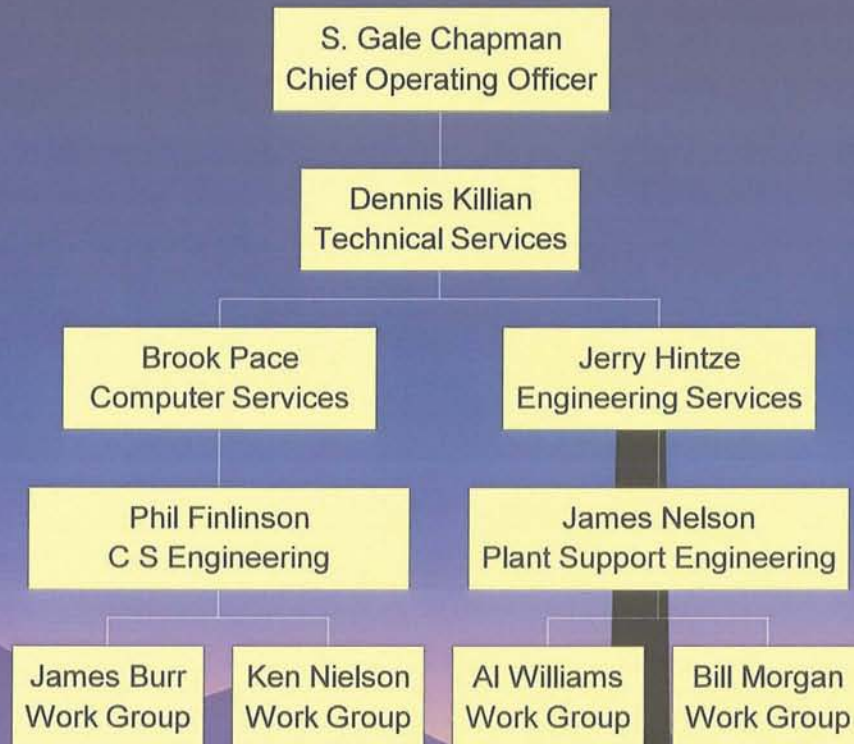 S. Gale Chapman
Chief Operating Officer
Dennis Killian
Technical Services
Brook Pace
Computer Services
Jerry Hintze
Engineering Services
Phil Finlinson
C S Engineering
James Nelson
Plant Support Engineering
James Burr
Work Group
Ken Nielson
Work Group
Al Williams
Work Group
Bill Morgan
Work Group